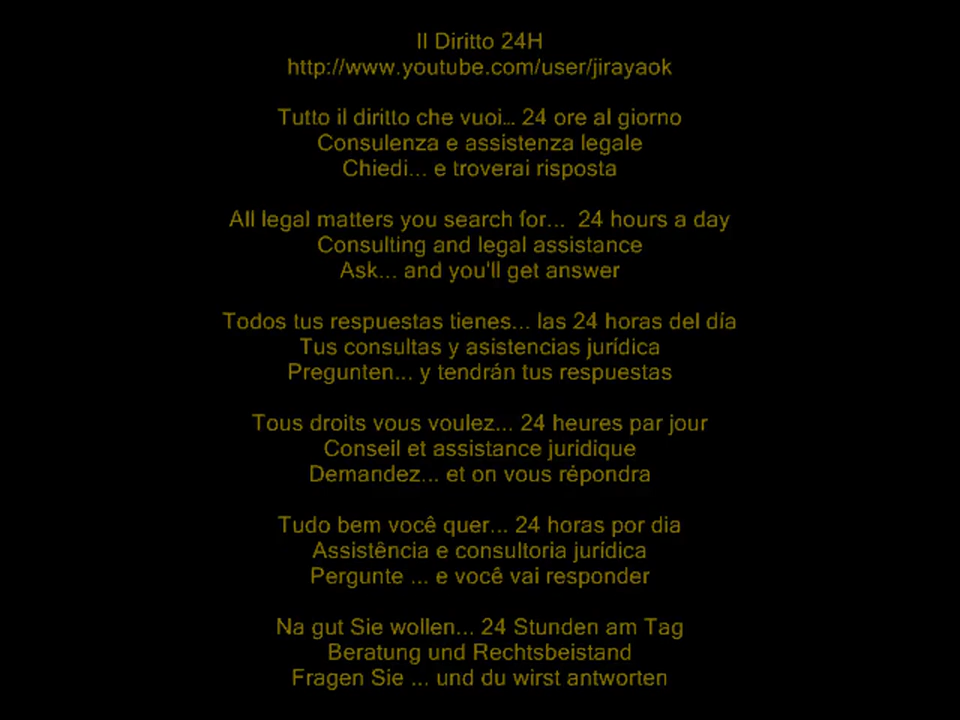 Il Diritto 24H
http://www.youtube.com/user/jirayaok
Tutto il diritto che vuoi... 24 ore al giorno
Consulenza e assistenza legale
Chiedi... e troverai risposta
All legal matters you search for...  24 hours a day
Consulting and legal assistance
Ask... and you'll get answer
Todos tus respuestas tienes... las 24 horas del día
Tus consultas y asistencias jurídica
Pregunten... y tendrán tus respuestas
Tous droits vous voulez... 24 heures par jour
Conseil et assistance juridique
Demandez... et on vous répondra
Tudo bem você quer... 24 horas por dia
Assistência e consultoria jurídica
Pergunte ... e você vai responder
Na gut Sie wollen... 24 Stunden am Tag
Beratung und Rechtsbeistand
Fragen Sie ... und du wirst antworten